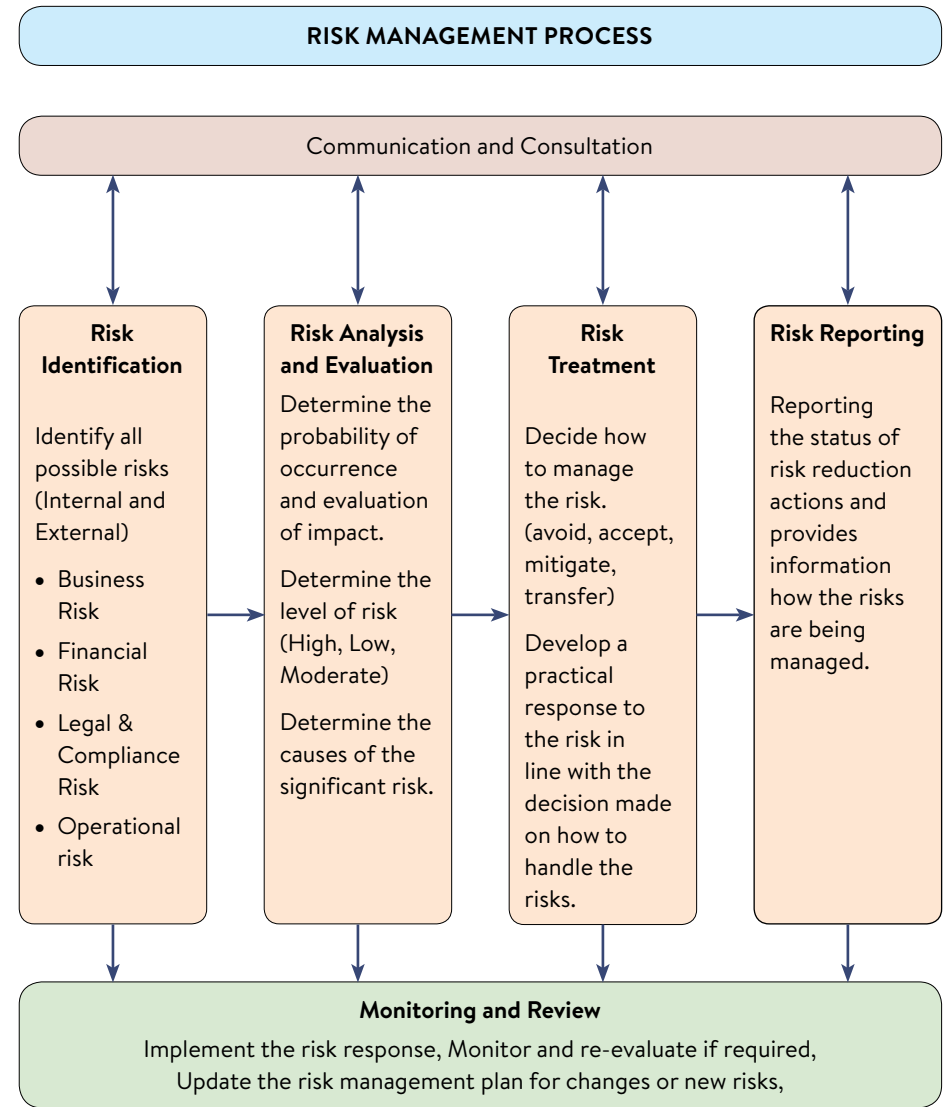 RISK MANAGEMENT PROCESS
Communication and Consultation
Risk
Identification
Identify all
possible risks
(Internal and
External)
• Business
Risk
• Financial
Risk
• Legal &
Compliance
Risk
• Operational
risk
Risk Analysis
and Evaluation
Determine the
probability of
occurrence
and evaluation
of impact.
Determine the
level of risk
(High, Low,
Moderate)
Determine the
causes of the
significant risk.
Risk
Treatment
Decide how
to manage
the risk.
(avoid, accept,
mitigate,
transfer)
Develop a
practical
response to
the risk in
line with the
decision made
on how to
handle the
risks.
Risk Reporting
Reporting
the status of
risk reduction
actions and
provides
information
how the risks
are being
managed.
Monitoring and Review
Implement the risk response, Monitor and re-evaluate if required,
Update the risk management plan for changes or new risks,